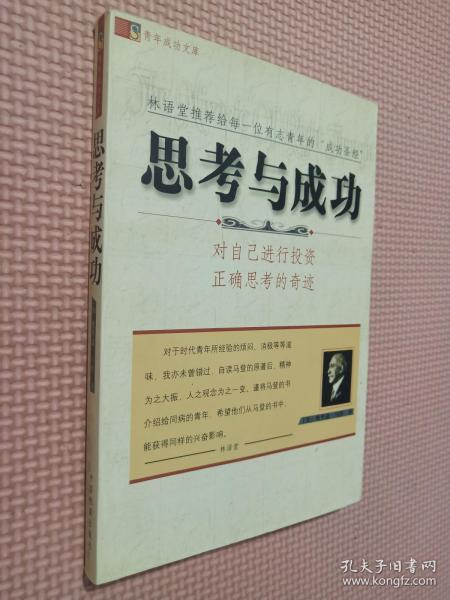 青年成功文库
林语堂推荐给每一位有志青年的“成功圣经”
思考与成功
对自己进行投资
正确思考的奇迹
对于时代青年所经验的烦闷、消极等等滋
味，我亦未曾错过，自读马登的原著后，精神
为之大振，人之观念为之一变。谨将马登的书
介绍给同病的青年，希望他们从马登的书中，
能获得同样的兴奋影响。
林语堂
思考与成功
孔夫子旧书网
www.kongfz.com